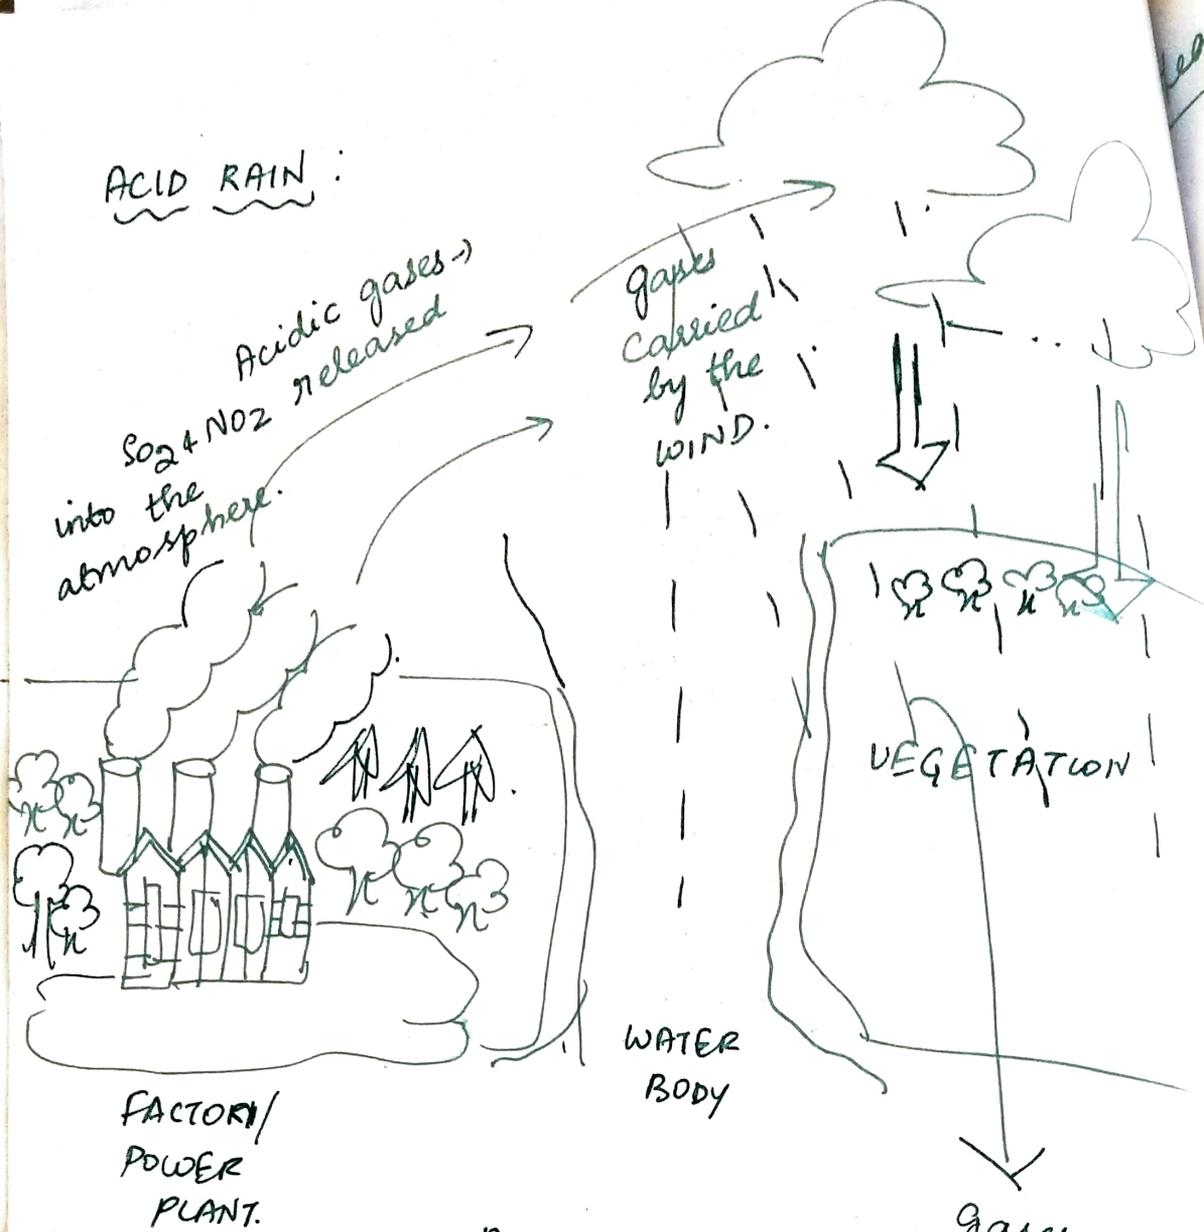 ACID RAIN :
Acidic gases →
SO2 + NO2 released
into the
atmosphere.
gases
carried
by the
WIND.
VEGETATION
WATER
BODY
FACTORY/
POWER
PLANT.